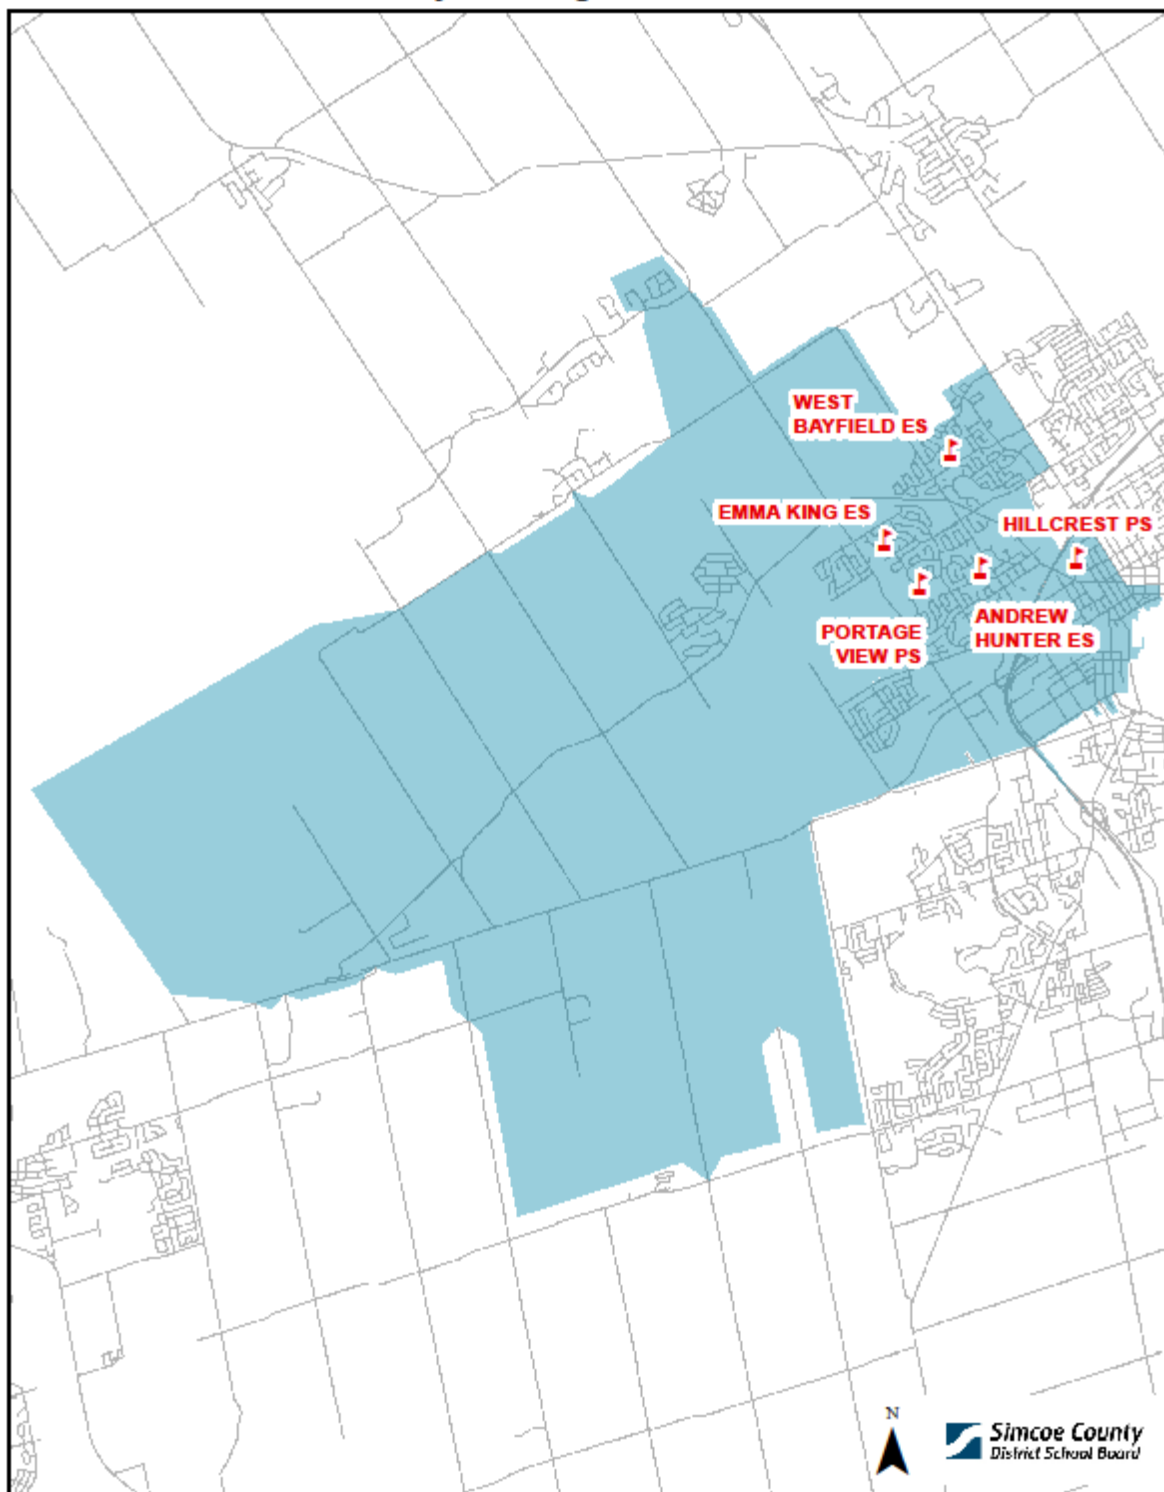 WEST
BAYFIELD ES
EMMA KING ES
HILLCREST PS
PORTAGE
VIEW PS
ANDREW
HUNTER ES
N
Simcoe County
District School Board